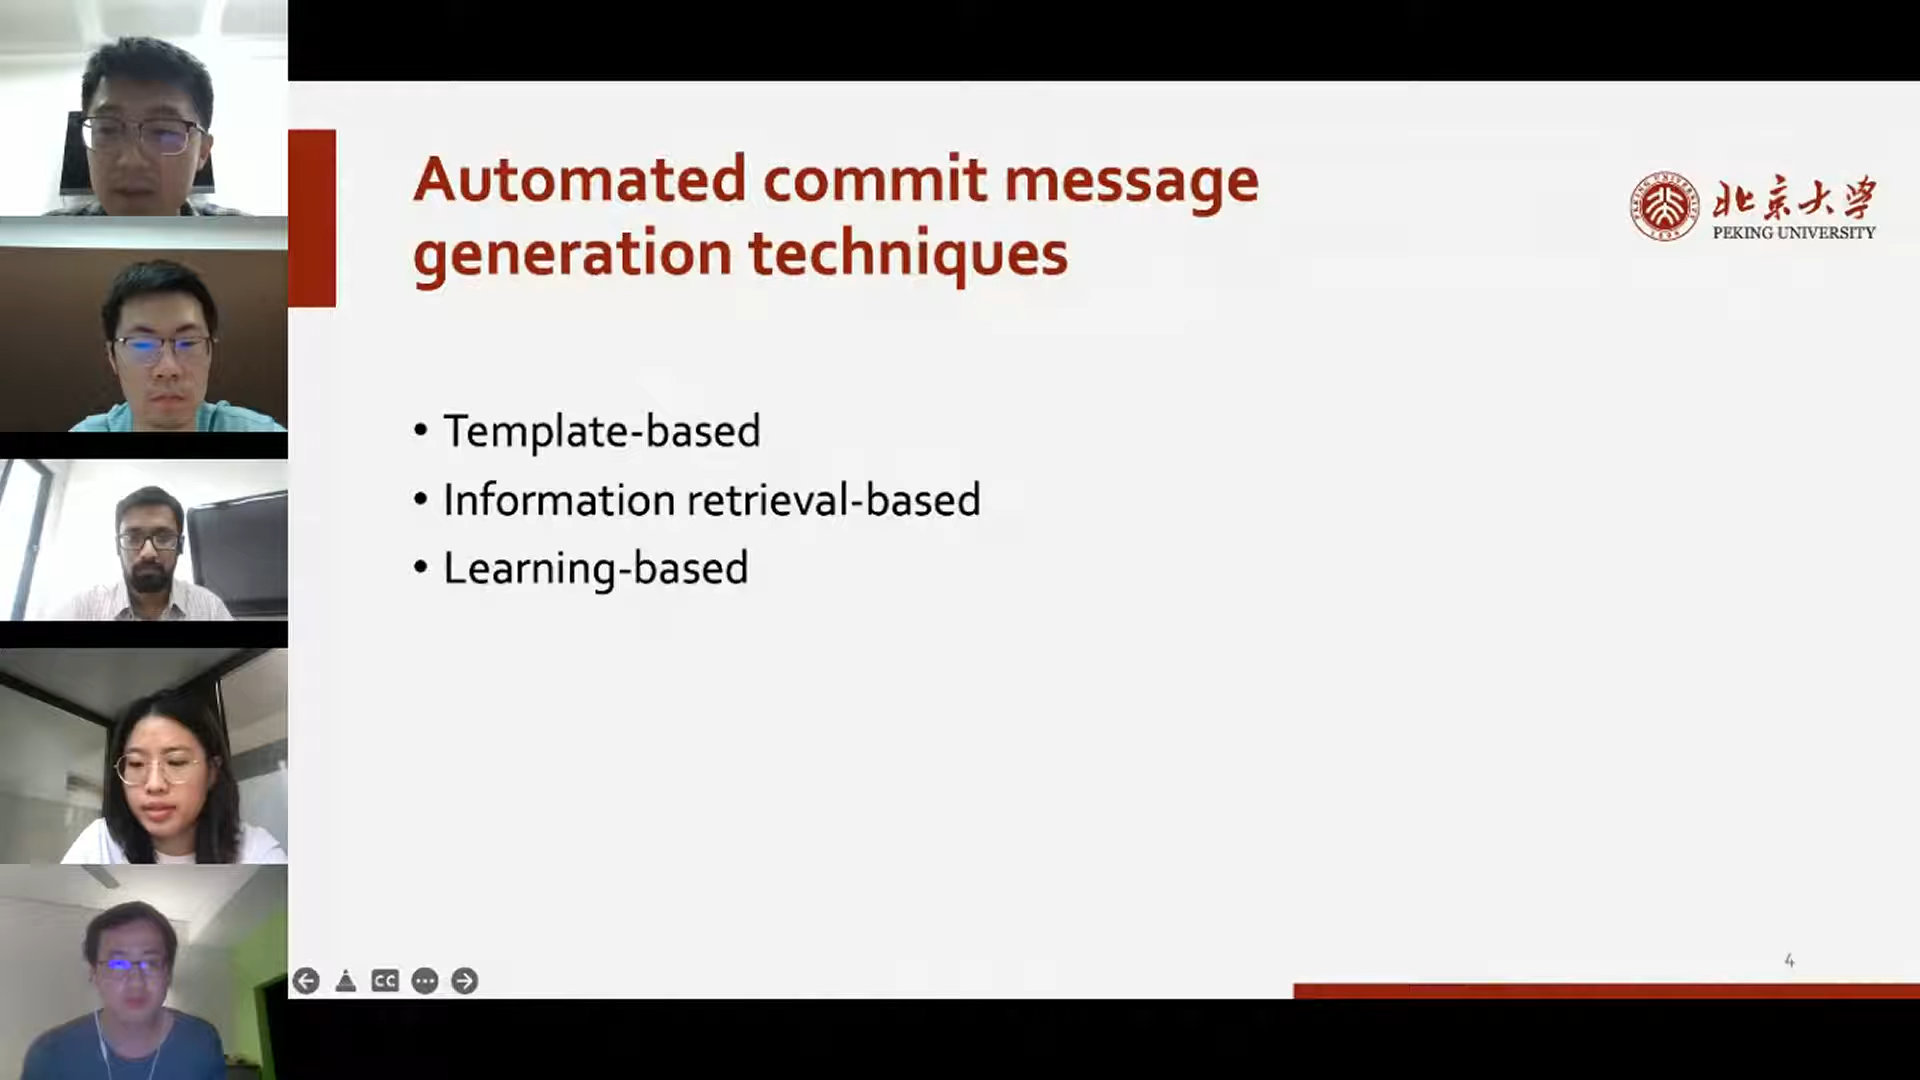 Automated commit message
generation techniques
北京大学
PEKING UNIVERSITY
• Template-based
• Information retrieval-based
• Learning-based
4
CC